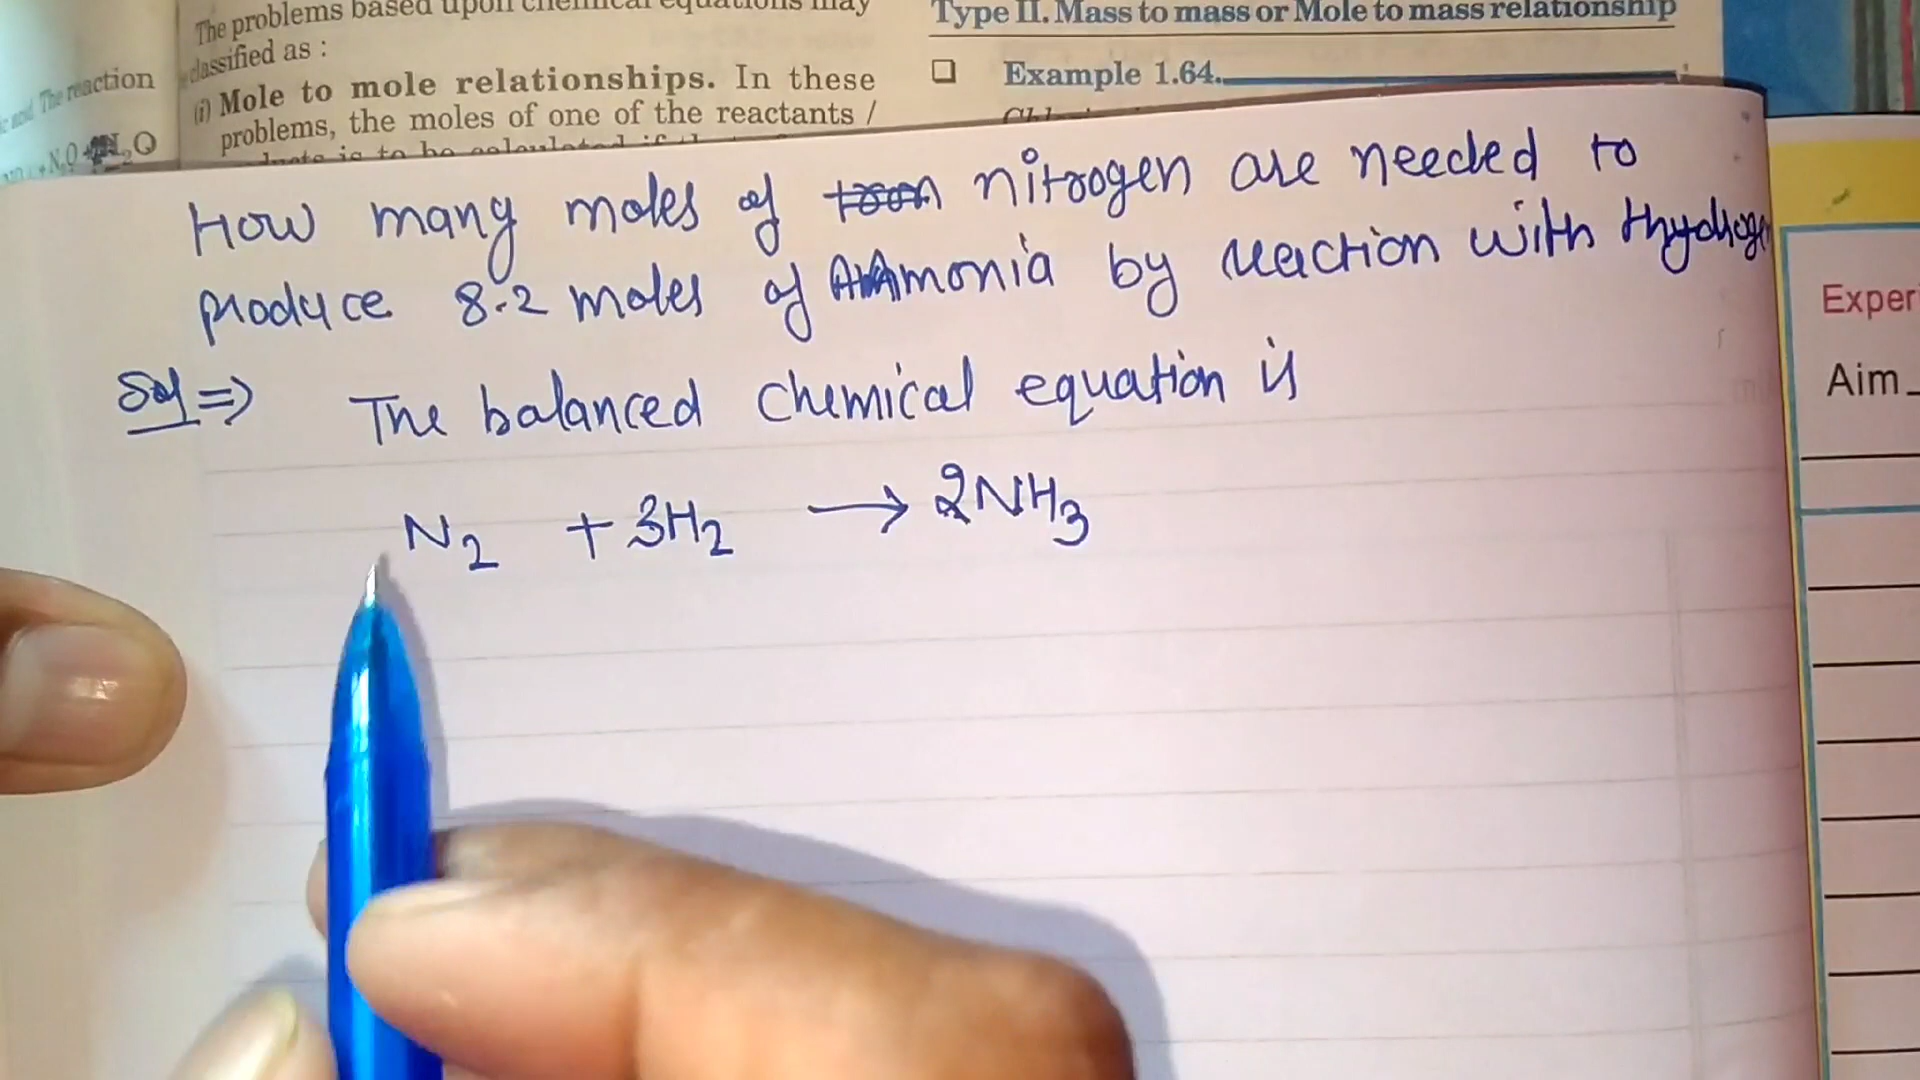 The problems based upon chemical equations may
classified as :
(i) Mole to mole relationships. In these
problems, the moles of one of the reactants /
The reaction
Type II. Mass to mass or Mole to mass relationship
Example 1.64.
How many moles of nitrogen are needed to
produce 8.2 moles of Ammonia by reaction with Hydrogen
Sol => The balanced chemical equation is
N2 + 3H2 → 2NH3
Exper
Aim